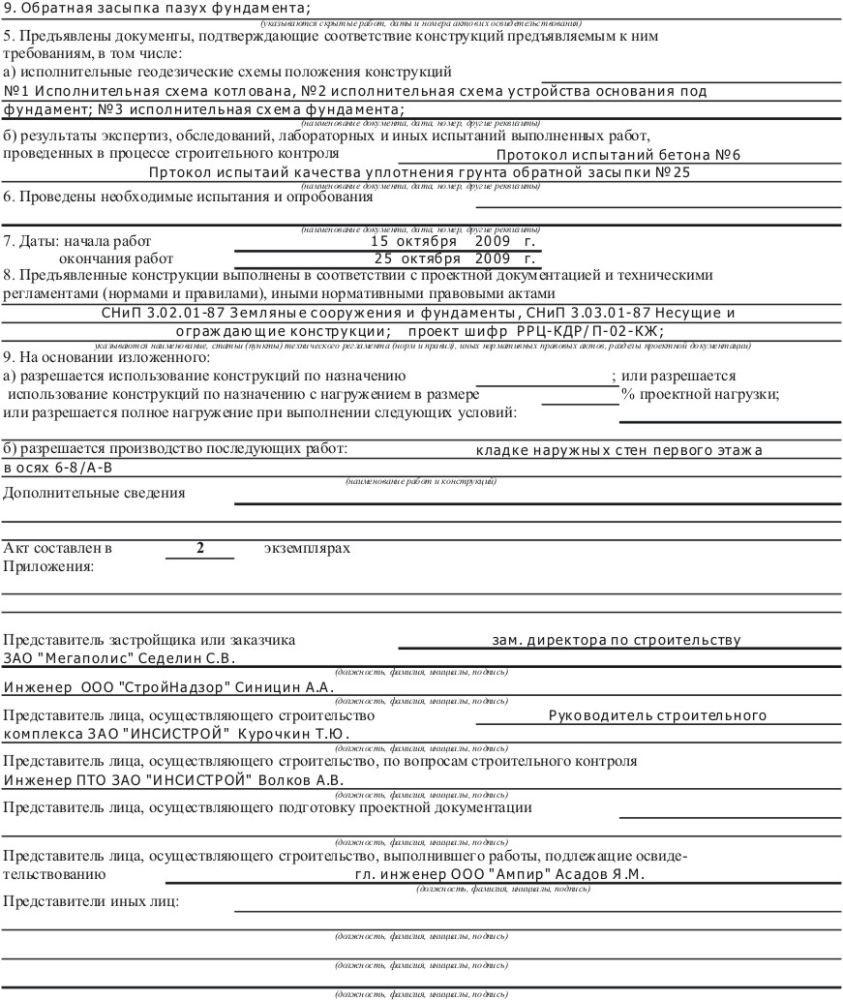 9. Обратная засыпка пазух фундамента;
(указываются скрытые работ, даты и номера актов их освидетельствования)
5. Предъявлены документы, подтверждающие соответствие конструкций предъявляемым к ним
требованиям, в том числе:
а) исполнительные геодезические схемы положения конструкций
№1 Исполнительная схема котлована, №2 исполнительная схема устройства основания под
фундамент; №3 исполнительная схема фундамента;
(наименование документа, дата, номер, другие реквизиты)
б) результаты экспертиз, обследований, лабораторных и иных испытаний выполненных работ,
проведенных в процессе строительного контроля Протокол испытаний бетона №6
Пртокол испытаий качества уплотнения грунта обратной засыпки №25
(наименование документа, дата, номер, другие реквизиты)
6. Проведены необходимые испытания и опробования
(наименование документа, дата, номер, другие реквизиты)
7. Даты: начала работ 15 октября 2009 г.
окончания работ 25 октября 2009 г.
8. Предъявленные конструкции выполнены в соответствии с проектной документацией и техническими
регламентами (нормами и правилами), иными нормативными правовыми актами
СНиП 3.02.01-87 Земляные сооружения и фундаменты, СНиП 3.03.01-87 Несущие и
ограждающие конструкции; проект шифр РРЦ-КДР/П-02-КЖ;
указываются наименование, статьи (пункты) технического регламента (норм и правил), иных нормативных правовых актов, разделы проектной документации)
9. На основании изложенного:
а) разрешается использование конструкций по назначению ; или разрешается
использование конструкций по назначению с нагружением в размере % проектной нагрузки;
или разрешается полное нагружение при выполнении следующих условий:
б) разрешается производство последующих работ: кладке наружных стен первого этажа
в осях 6-8/А-В
(наименование работ и конструкций)
Дополнительные сведения
Акт составлен в 2 экземплярах
Приложения:
Представитель застройщика или заказчика зам. директора по строительству
ЗАО "Мегаполис" Седелин С.В.
(должность, фамилия, инициалы, подпись)
Инженер ООО "СтройНадзор" Синицин А.А.
(должность, фамилия, инициалы, подпись)
Представитель лица, осуществляющего строительство Руководитель строительного
комплекса ЗАО "ИНСИСТРОЙ" Курочкин Т.Ю.
(должность, фамилия, инициалы, подпись)
Представитель лица, осуществляющего строительство, по вопросам строительного контроля
Инженер ПТО ЗАО "ИНСИСТРОЙ" Волков А.В.
(должность, фамилия, инициалы, подпись)
Представитель лица, осуществляющего подготовку проектной документации
(должность, фамилия, инициалы, подпись)
Представитель лица, осуществляющего строительство, выполнившего работы, подлежащие освиде-
тельствованию гл. инженер ООО "Ампир" Асадов Я.М.
(должность, фамилия, инициалы, подпись)
Представители иных лиц:
(должность, фамилия, инициалы, подпись)
(должность, фамилия, инициалы, подпись)
(должность, фамилия, инициалы, подпись)